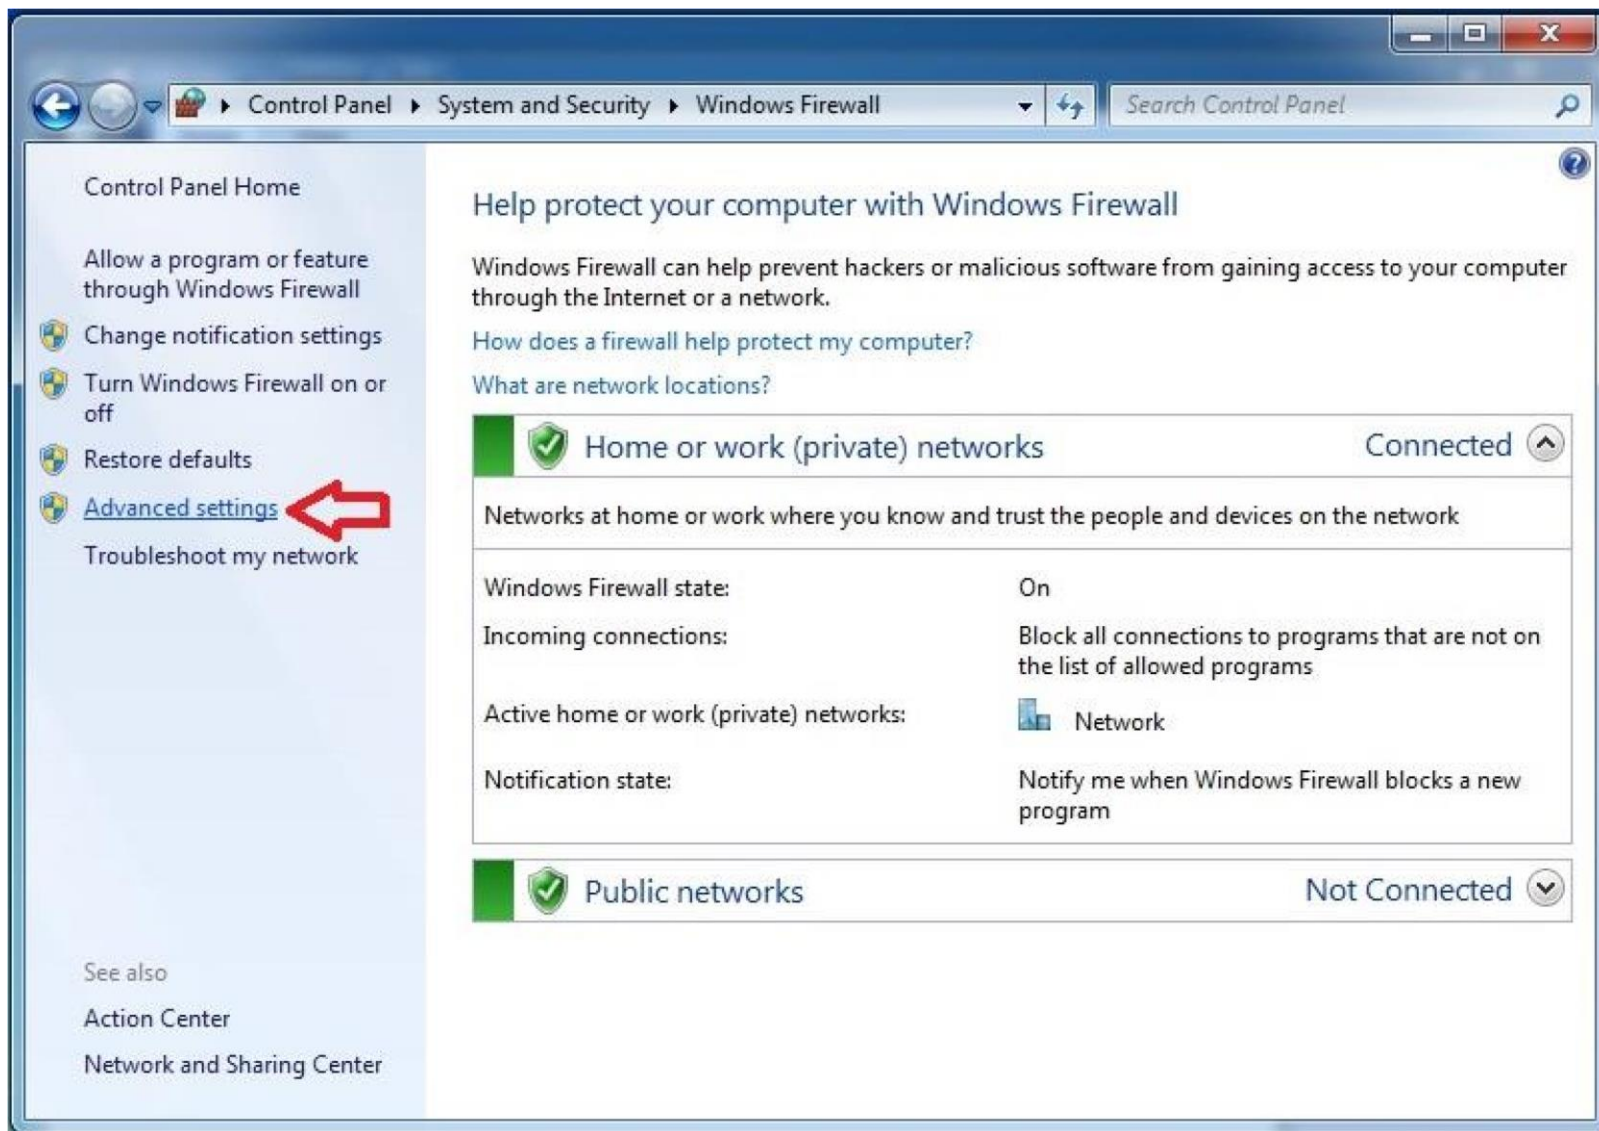 Control Panel System and Security Windows Firewall Search Control Panel
Control Panel Home
Allow a program or feature
through Windows Firewall
Change notification settings
Turn Windows Firewall on or
off
Restore defaults
Advanced settings
Troubleshoot my network
See also
Action Center
Network and Sharing Center
Help protect your computer with Windows Firewall
Windows Firewall can help prevent hackers or malicious software from gaining access to your computer
through the Internet or a network.
How does a firewall help protect my computer?
What are network locations?
Home or work (private) networks Connected
Networks at home or work where you know and trust the people and devices on the network
Windows Firewall state: On
Incoming connections: Block all connections to programs that are not on
the list of allowed programs
Active home or work (private) networks: Network
Notification state: Notify me when Windows Firewall blocks a new
program
Public networks Not Connected